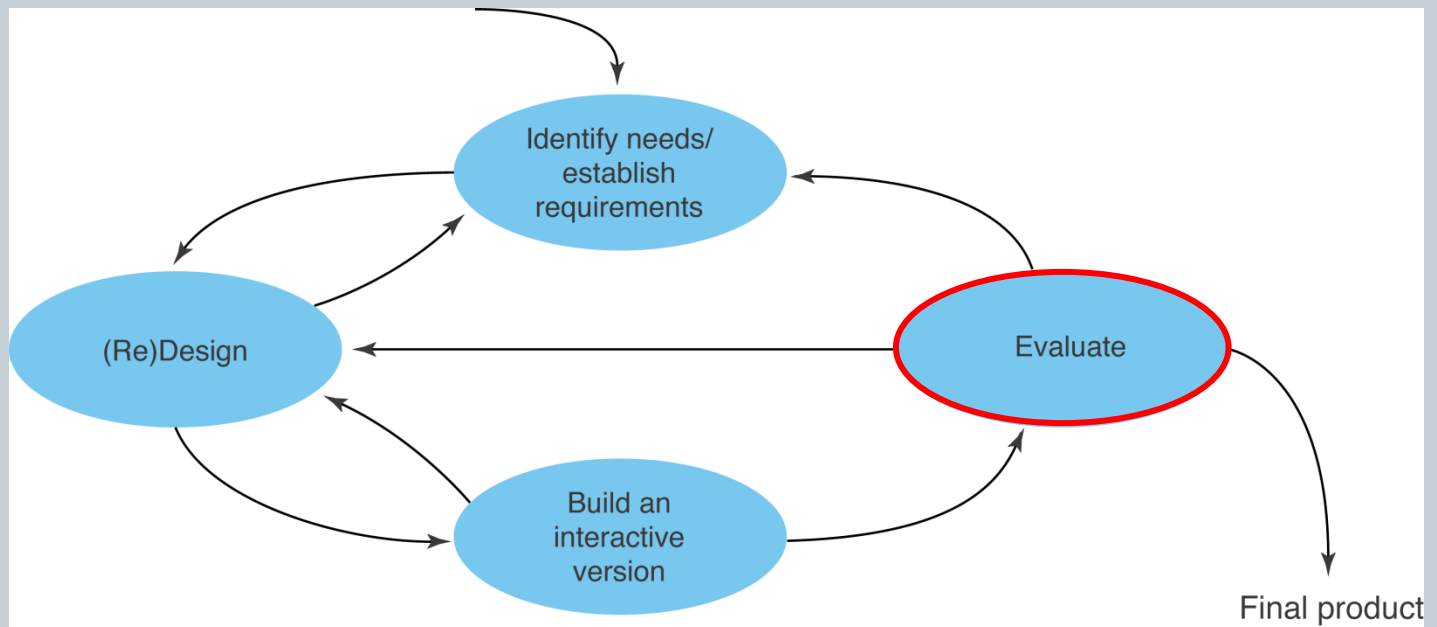 Identify needs/
establish
requirements
(Re)Design
Evaluate
Build an
interactive
version
Final product